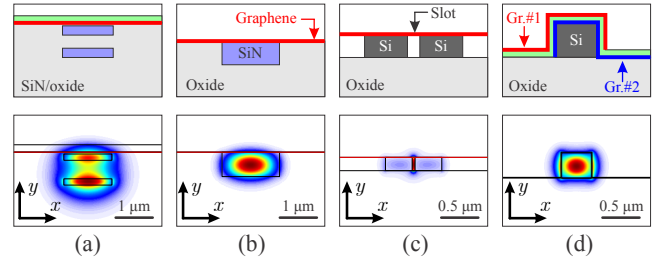 SiN/oxide
Graphene
SiN
Oxide
Slot
Si Si
Oxide
Gr.#1
Si
Gr.#2
y
x
1 μm
y
x
1 μm
y
x
0.5 μm
y
x
0.5 μm
(a) (b) (c) (d)